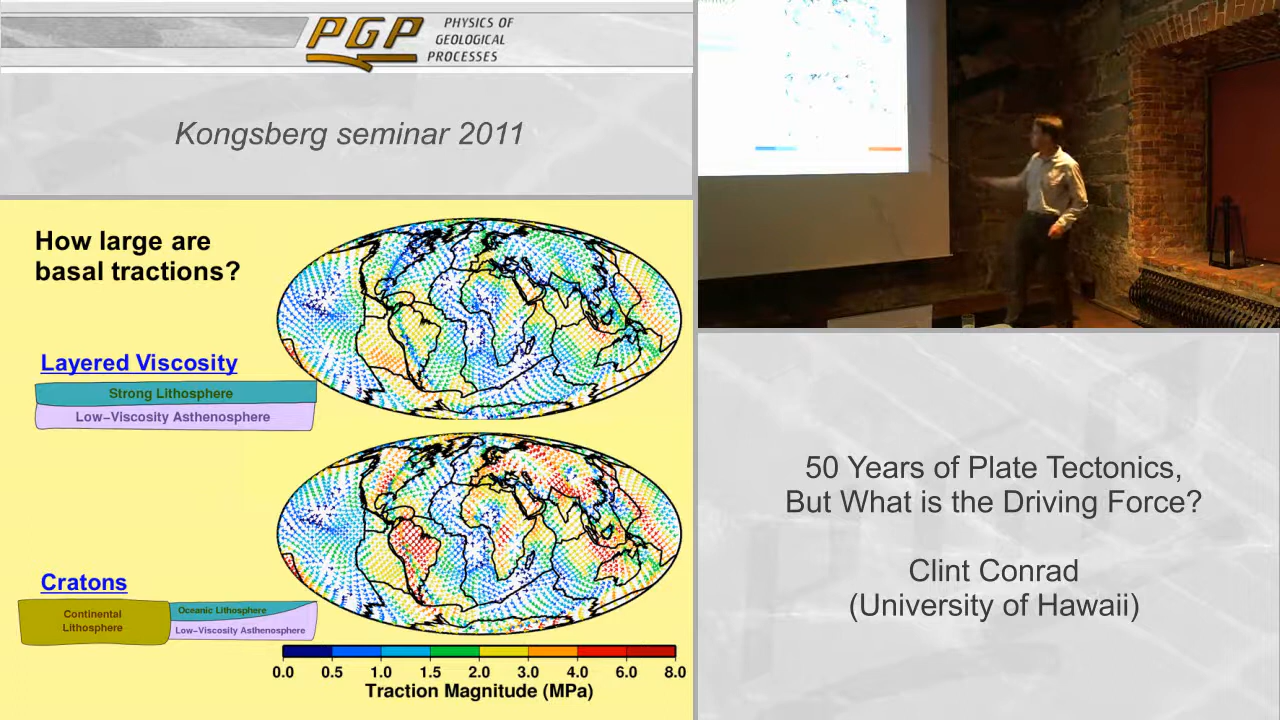 PGP
PHYSICS OF
GEOLOGICAL
PROCESSES
Kongsberg seminar 2011
How large are
basal tractions?
Layered Viscosity
Strong Lithosphere
Low-Viscosity Asthenosphere
Cratons
Continental
Lithosphere
Oceanic Lithosphere
Low-Viscosity Asthenosphere
0.0 0.5 1.0 1.5 2.0 3.0 4.0 6.0 8.0
Traction Magnitude (MPa)
50 Years of Plate Tectonics,
But What is the Driving Force?
Clint Conrad
(University of Hawaii)